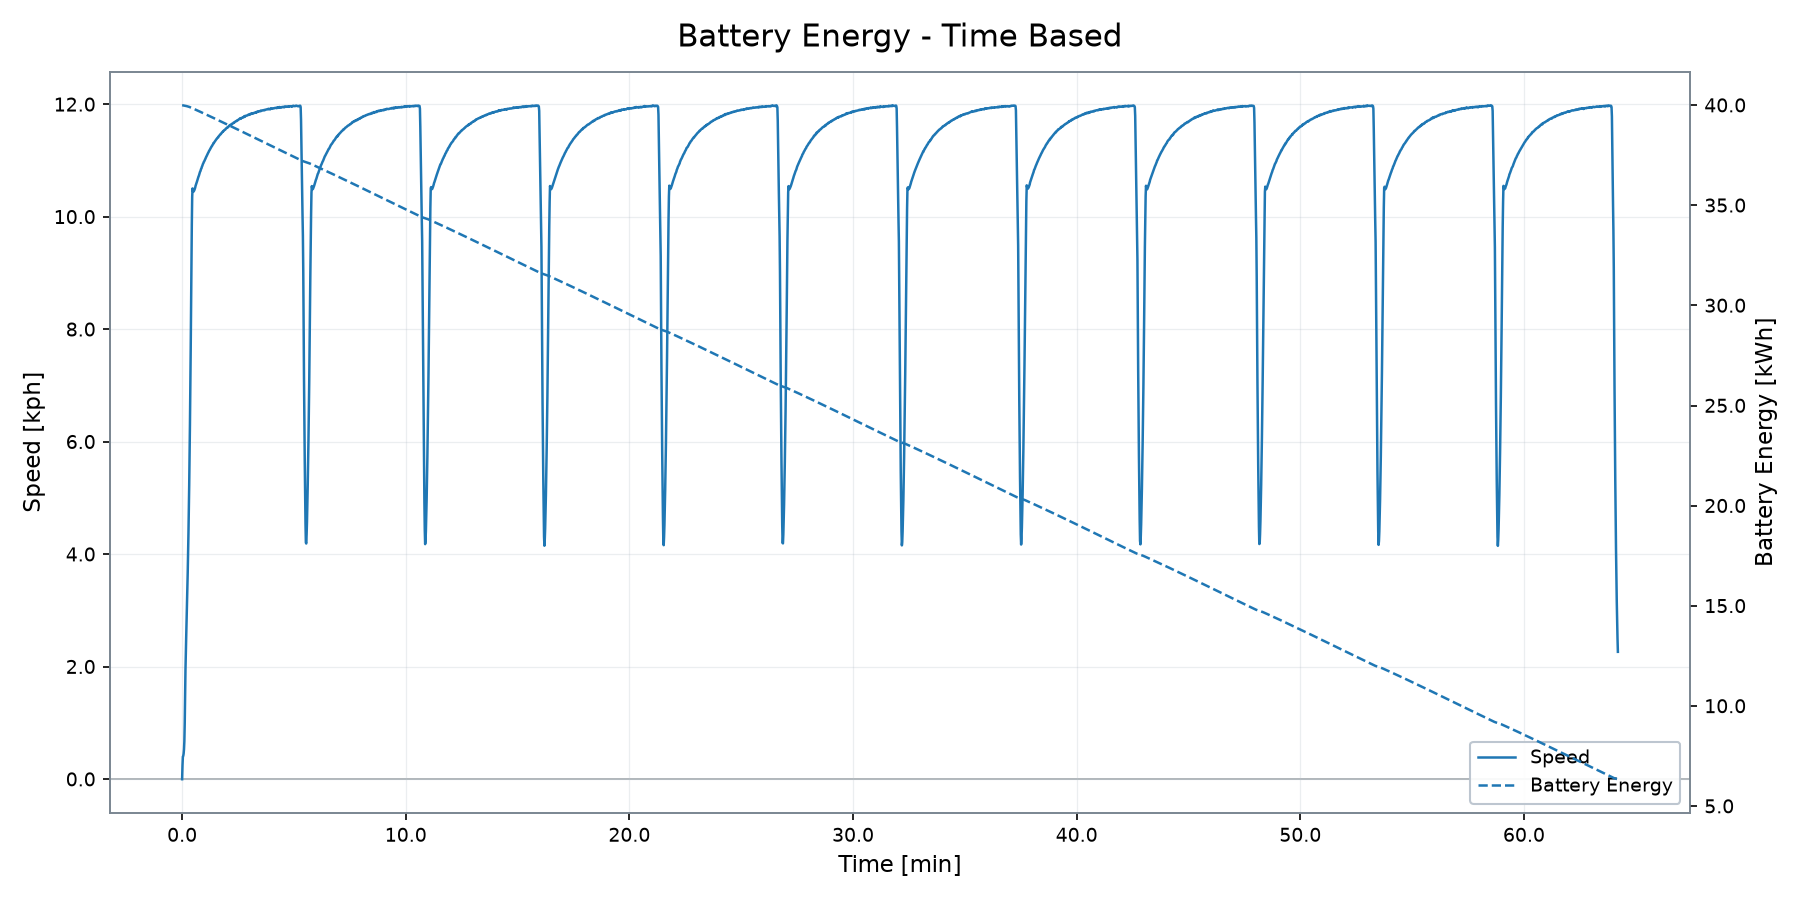 Battery Energy - Time Based
12.0
10.0
8.0
6.0
4.0
2.0
0.0
Speed [kph]
40.0
35.0
30.0
25.0
20.0
15.0
10.0
5.0
Battery Energy [kWh]
Speed
Battery Energy
0.0 10.0 20.0 30.0 40.0 50.0 60.0
Time [min]